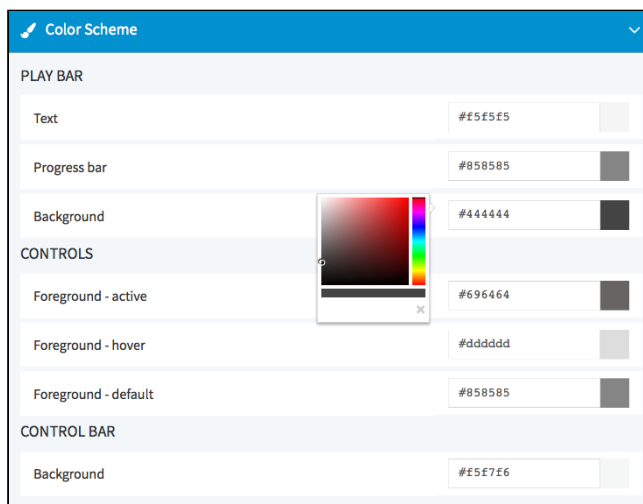 Color Scheme
PLAY BAR
Text #f5f5f5
Progress bar #858585
Background #444444
CONTROLS
Foreground - active #696464
Foreground - hover #dddddd
Foreground - default #858585
CONTROL BAR
Background #f5f7f6